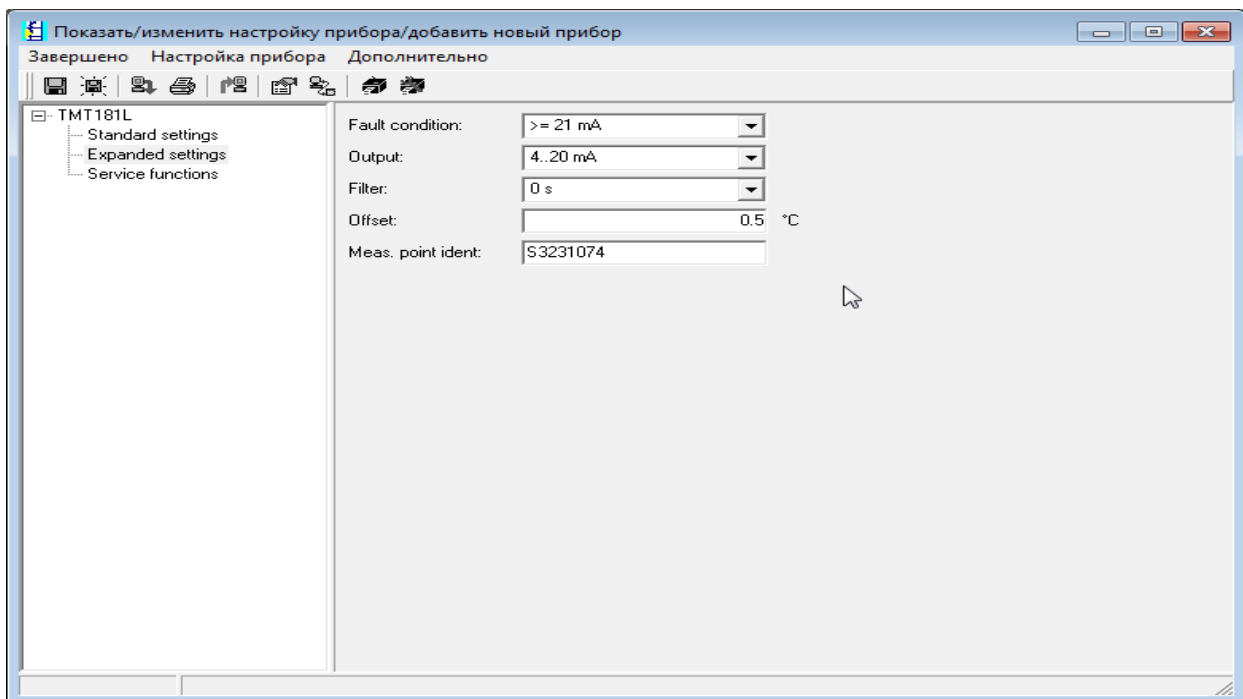 Показать/изменить настройку прибора/добавить новый прибор
Завершено Настройка прибора Дополнительно
TMT181L
Standard settings
Expanded settings
Service functions
Fault condition: >= 21 mA
Output: 4..20 mA
Filter: 0 s
Offset: 0.5 °C
Meas. point ident: S3231074